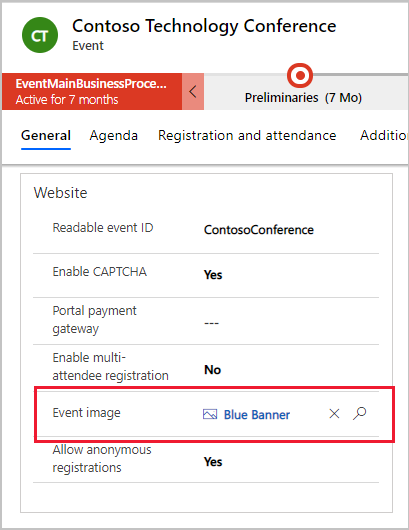 CT
Contoso Technology Conference
Event
EventMainBusinessProce...
Active for 7 months
Preliminaries (7 Mo)
General Agenda Registration and attendance Additio
Website
Readable event ID ContosoConference
Enable CAPTCHA Yes
Portal payment
gateway ---
Enable multi-
attendee registration No
Event image Blue Banner
Allow anonymous
registrations Yes